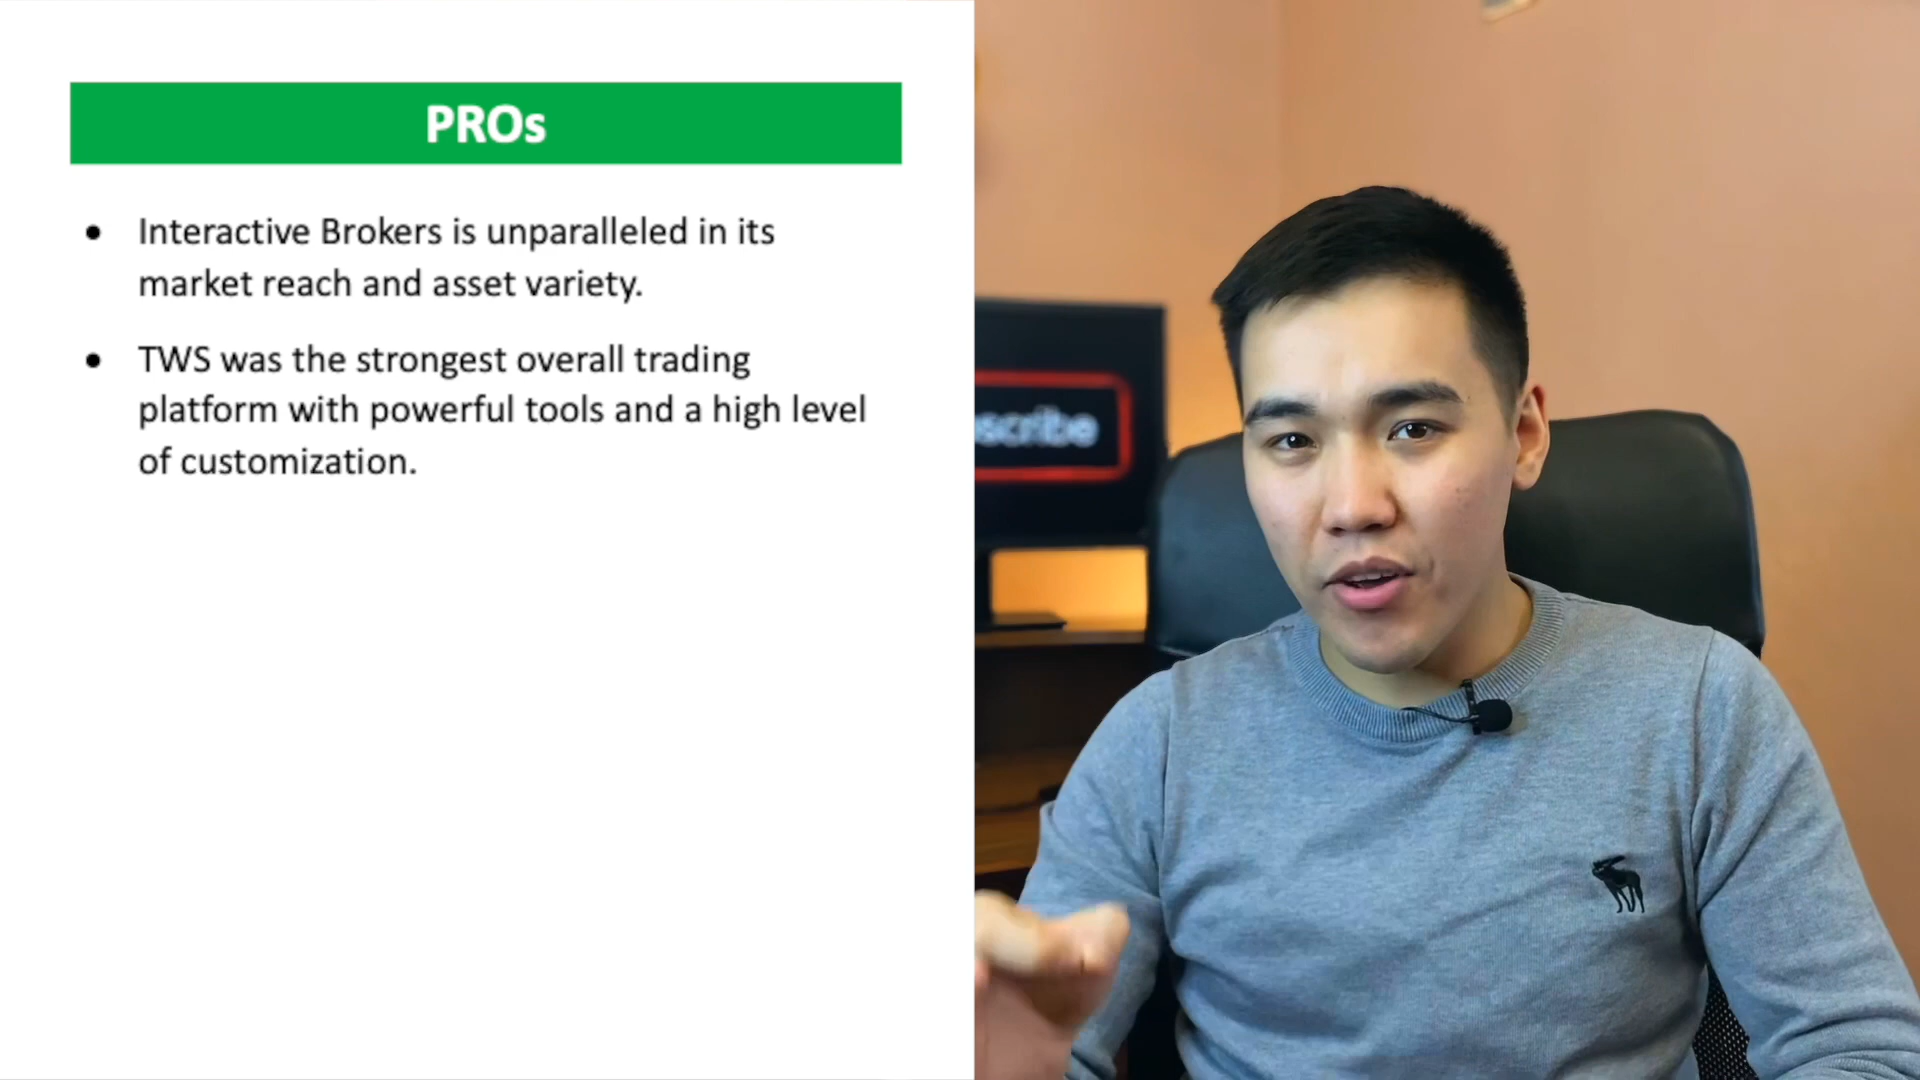 PROs
• Interactive Brokers is unparalleled in its
market reach and asset variety.
• TWS was the strongest overall trading
platform with powerful tools and a high level
of customization.
scribe